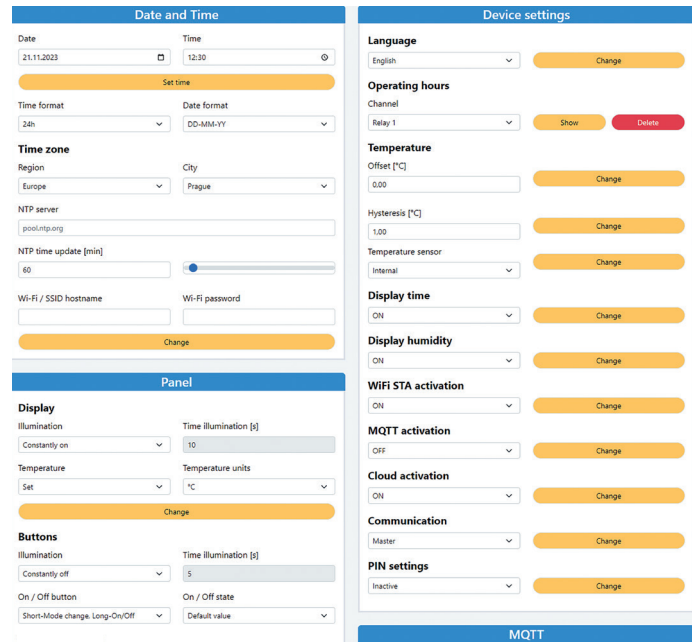 Date and Time
Date
Time
21.11.2023
12:30
Set time
Time format
Date format
24h
DD-MM-YY
Time zone
Region
City
Europe
Prague
NTP server
pool.ntp.org
NTP time update [min]
60
Wi-Fi / SSID hostname
Wi-Fi password
Change
Panel
Display
Illumination
Time illumination [s]
Constantly on
10
Temperature
Temperature units
Set
°C
Change
Buttons
Illumination
Time illumination [s]
Constantly off
5
On / Off button
On / Off state
Short-Mode change, Long-On/Off
Default value
Device settings
Language
English
Change
Operating hours
Channel
Relay 1
Show
Delete
Temperature
Offset [°C]
0,00
Change
Hysteresis [°C]
1,00
Change
Temperature sensor
Internal
Change
Display time
ON
Change
Display humidity
ON
Change
WiFi STA activation
ON
Change
MQTT activation
OFF
Change
Cloud activation
ON
Change
Communication
Master
Change
PIN settings
Inactive
Change
MQTT